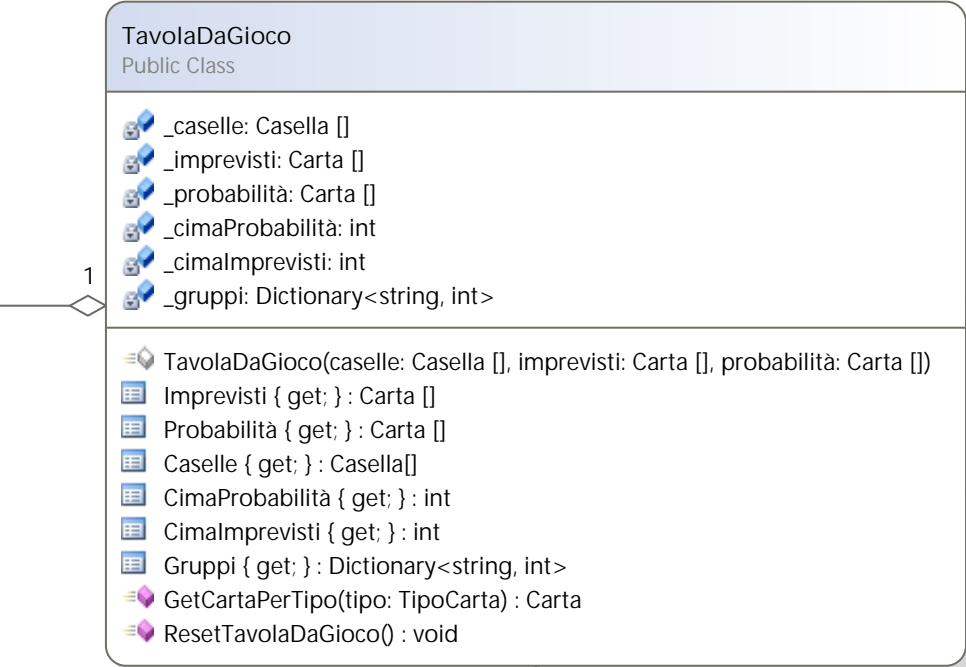 TavolaDaGioco
Public Class
_caselle: Casella []
_imprevisti: Carta []
_probabilità: Carta []
_cimaProbabilità: int
_cimaImprevisti: int
_gruppi: Dictionary<string, int>
1
TavolaDaGioco(caselle: Casella [], imprevisti: Carta [], probabilità: Carta [])
Imprevisti { get; } : Carta []
Probabilità { get; } : Carta []
Caselle { get; } : Casella[]
CimaProbabilità { get; } : int
CimaImprevisti { get; } : int
Gruppi { get; } : Dictionary<string, int>
GetCartaPerTipo(tipo: TipoCarta) : Carta
ResetTavolaDaGioco() : void